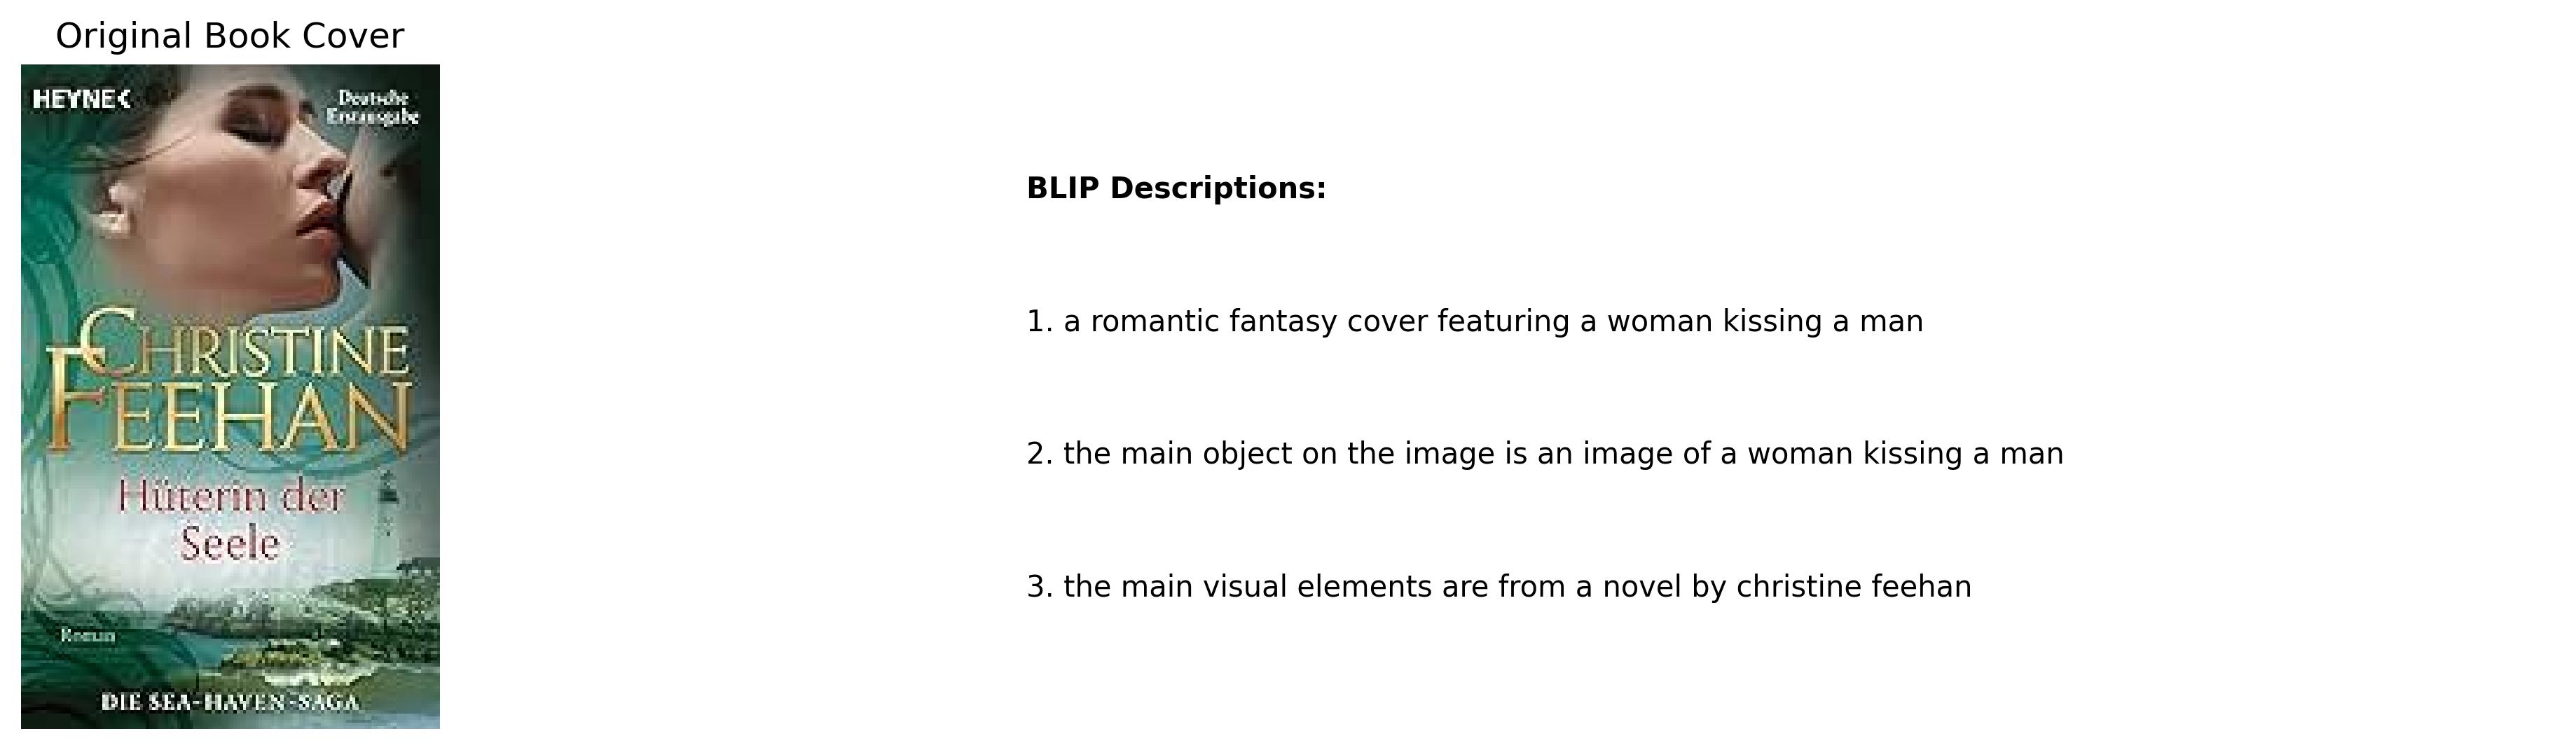 Original Book Cover
HEYNE<
Deutsche
Erstausgabe
CHRISTINE
FEEHAN
Hüterin der
Seele
Roman
DIE SEA-HAVEN-SAGA
BLIP Descriptions:
1. a romantic fantasy cover featuring a woman kissing a man
2. the main object on the image is an image of a woman kissing a man
3. the main visual elements are from a novel by christine feehan